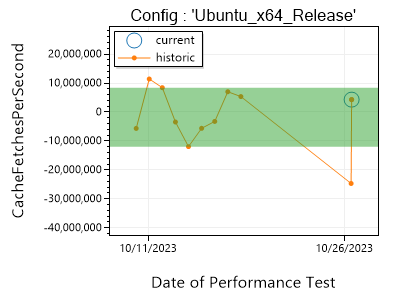 Config : 'Ubuntu_x64_Release'
current
historic
CacheFetchesPerSecond
20,000,000
10,000,000
0
-10,000,000
-20,000,000
-30,000,000
-40,000,000
10/11/2023
10/26/2023
Date of Performance Test